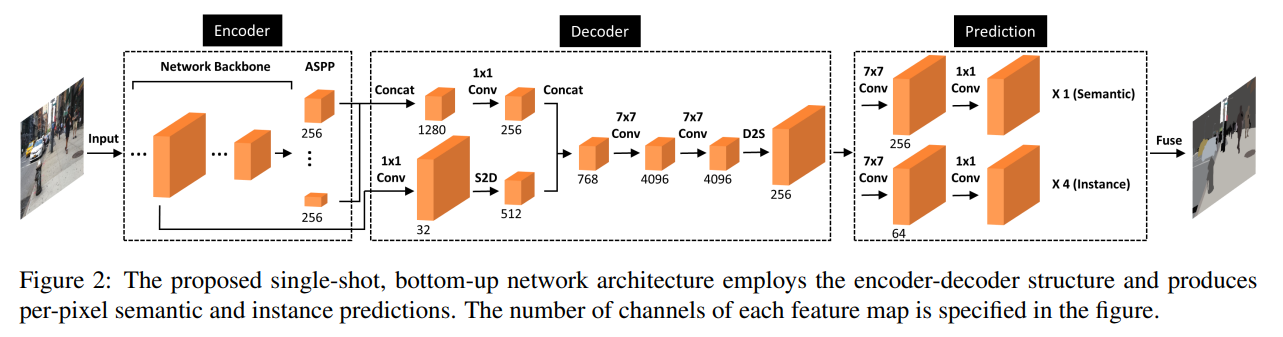 Encoder
Decoder
Prediction
Network Backbone
ASPP
Input
...
...
256
⋮
256
Concat
1x1
Conv
1280
256
1x1
Conv
32
S2D
512
Concat
768
7x7
Conv
4096
7x7
Conv
4096
D2S
256
7x7
Conv
256
1x1
Conv
X 1 (Semantic)
7x7
Conv
64
1x1
Conv
X 4 (Instance)
Fuse
Figure 2: The proposed single-shot, bottom-up network architecture employs the encoder-decoder structure and produces
per-pixel semantic and instance predictions. The number of channels of each feature map is specified in the figure.